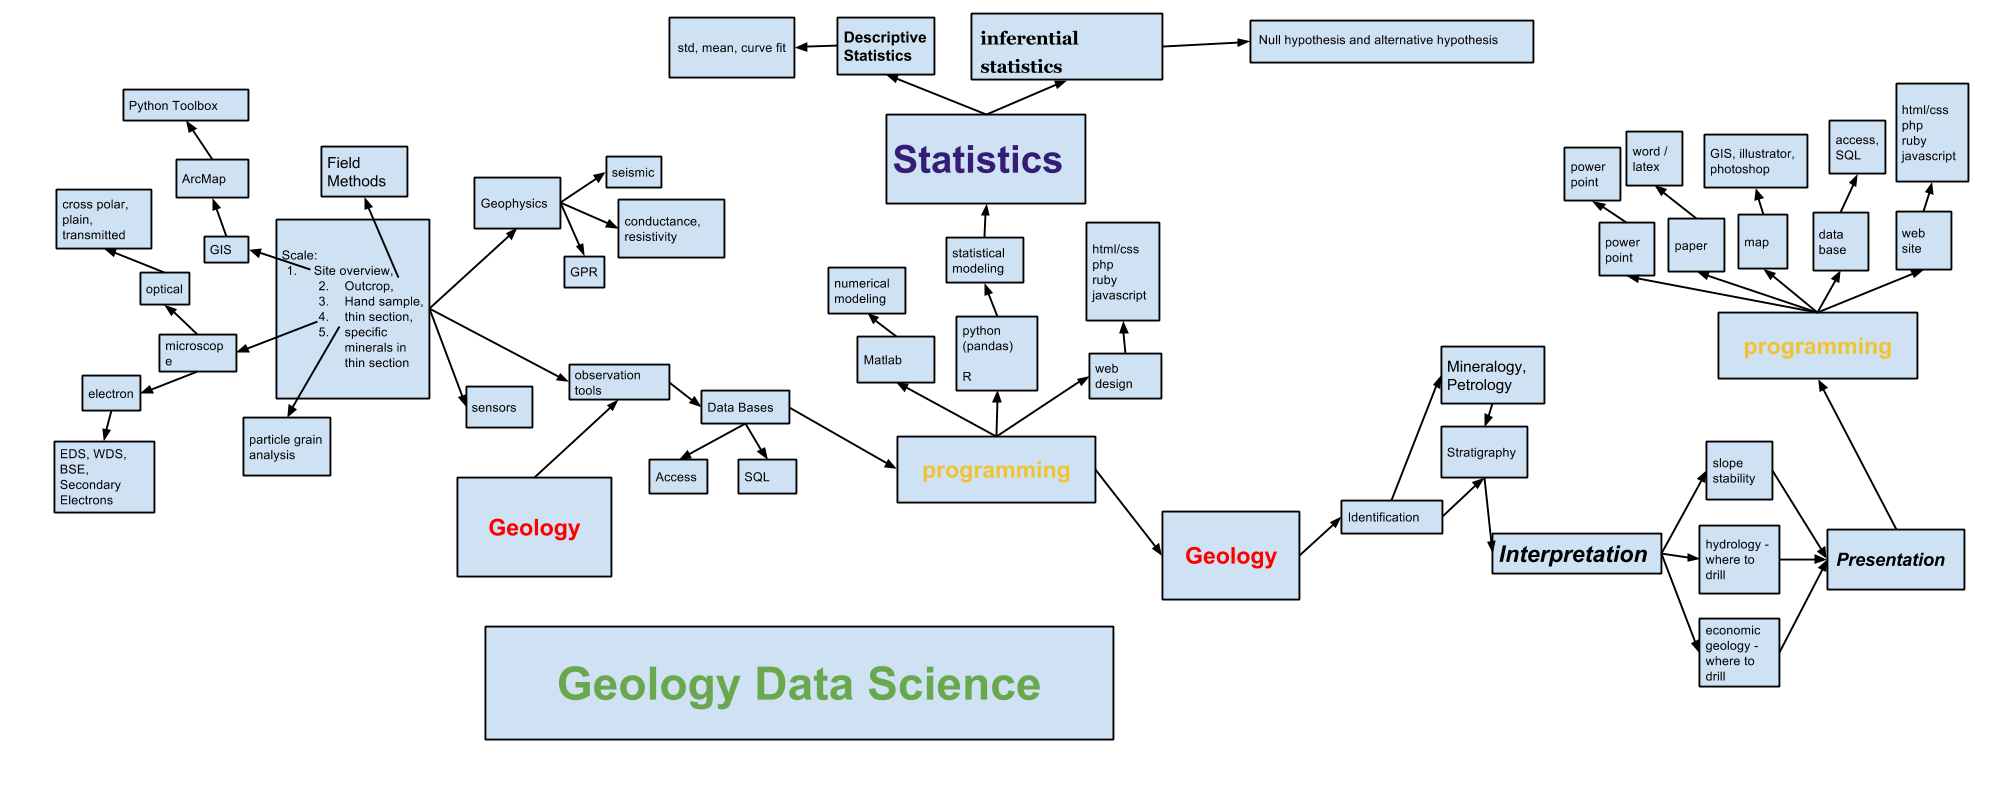 std, mean, curve fit
Descriptive
Statistics
inferential
statistics
Null hypothesis and alternative hypothesis
Python Toolbox
ArcMap
Field
Methods
cross polar,
plain,
transmitted
GIS
optical
microscop
e
electron
EDS, WDS,
BSE,
Secondary
Electrons
Scale:
1. Site overview,
2. Outcrop,
3. Hand sample,
4. thin section,
5. specific
minerals in
thin section
particle grain
analysis
Geophysics
seismic
conductance,
resistivity
GPR
sensors
observation
tools
Data Bases
Access
SQL
Geology
Statistics
statistical
modeling
numerical
modeling
Matlab
python
(pandas)
R
html/css
php
ruby
javascript
web
design
programming
Geology
Identification
Mineralogy,
Petrology
Stratigraphy
Interpretation
slope
stability
hydrology -
where to
drill
economic
geology -
where to
drill
Presentation
programming
power
point
paper
map
data
base
web
site
power
point
word /
latex
GIS, illustrator,
photoshop
access,
SQL
html/css
php
ruby
javascript
Geology Data Science